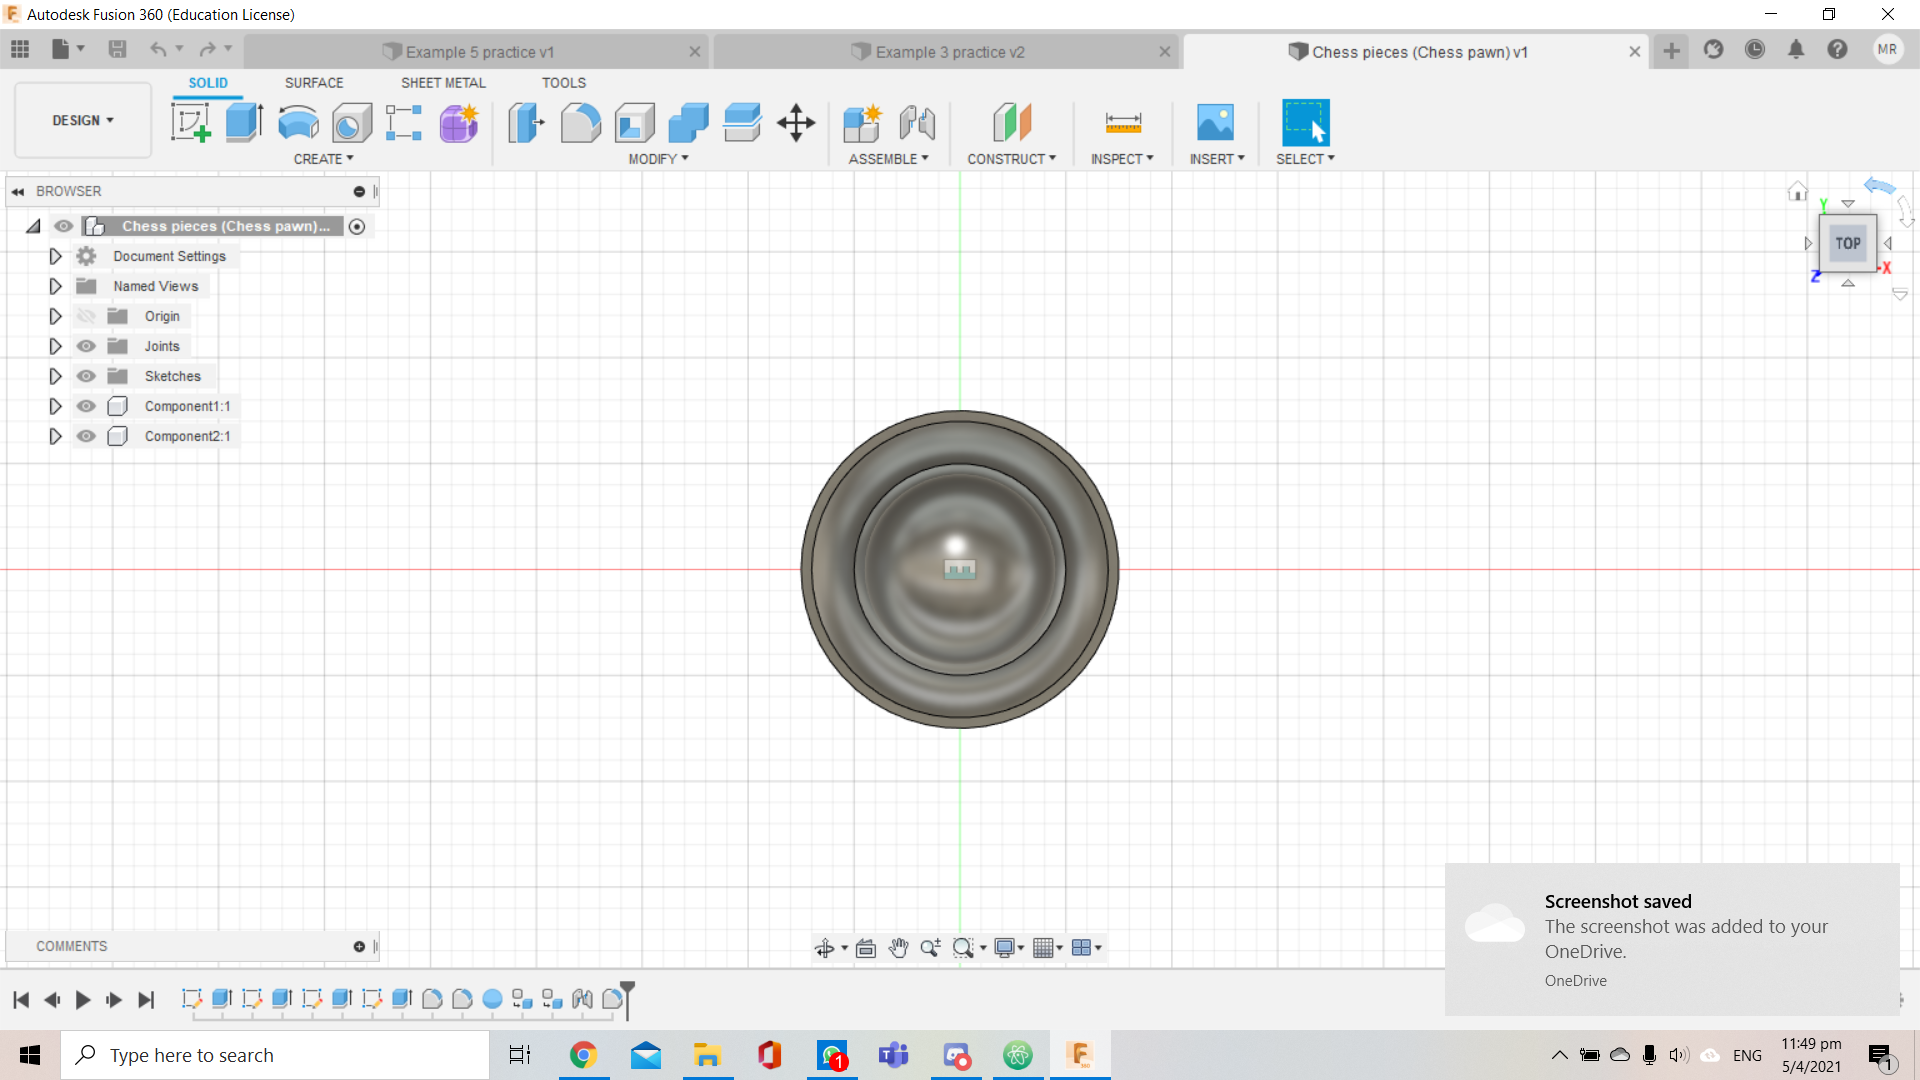 Autodesk Fusion 360 (Education License)
Example 5 practice v1
Example 3 practice v2
Chess pieces (Chess pawn) v1
MR
DESIGN
SOLID
SURFACE
SHEET METAL
TOOLS
CREATE
MODIFY
ASSEMBLE
CONSTRUCT
INSPECT
INSERT
SELECT
BROWSER
Chess pieces (Chess pawn)...
Document Settings
Named Views
Origin
Joints
Sketches
Component1:1
Component2:1
Y
TOP
-X
Z
COMMENTS
Screenshot saved
The screenshot was added to your
OneDrive.
OneDrive
Type here to search
1
ENG
11:49 pm
5/4/2021
1